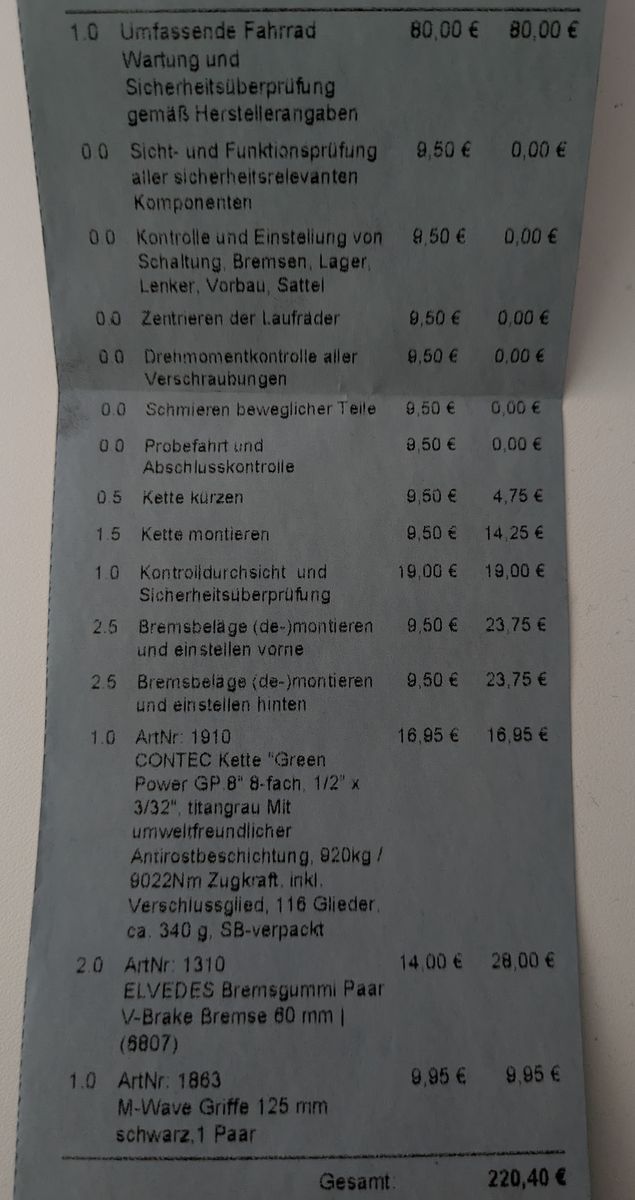 1.0 Umfassende Fahrrad 80,00 € 80,00 €
Wartung und
Sicherheitsüberprüfung
gemäß Herstellerangaben
0.0 Sicht- und Funktionsprüfung 9,50 € 0,00 €
aller sicherheitsrelevanten
Komponenten
0.0 Kontrolle und Einstellung von 9,50 € 0,00 €
Schaltung, Bremsen, Lager,
Lenker, Vorbau, Sattel
0.0 Zentrieren der Laufräder 9,50 € 0,00 €
0.0 Drehmomentkontrolle aller 9,50 € 0,00 €
Verschraubungen
0.0 Schmieren beweglicher Teile 9,50 € 0,00 €
0.0 Probefahrt und 9,50 € 0,00 €
Abschlusskontrolle
0.5 Kette kürzen 9,50 € 4,75 €
1.5 Kette montieren 9,50 € 14,25 €
1.0 Kontrolldurchsicht und 19,00 € 19,00 €
Sicherheitsüberprüfung
2.5 Bremsbeläge (de-)montieren 9,50 € 23,75 €
und einstellen vorne
2.5 Bremsbeläge (de-)montieren 9,50 € 23,75 €
und einstellen hinten
1.0 ArtNr: 1910 16,95 € 16,95 €
CONTEC Kette "Green
Power GP.8" 8-fach, 1/2" x
3/32", titangrau Mit
umweltfreundlicher
Antirostbeschichtung, 920kg /
9022Nm Zugkraft, inkl.
Verschlussglied, 116 Glieder,
ca. 340 g, SB-verpackt
2.0 ArtNr: 1310 14,00 € 28,00 €
ELVEDES Bremsgummi Paar
V-Brake Bremse 60 mm |
(6807)
1.0 ArtNr: 1863 9,95 € 9,95 €
M-Wave Griffe 125 mm
schwarz,1 Paar
Gesamt: 220,40 €